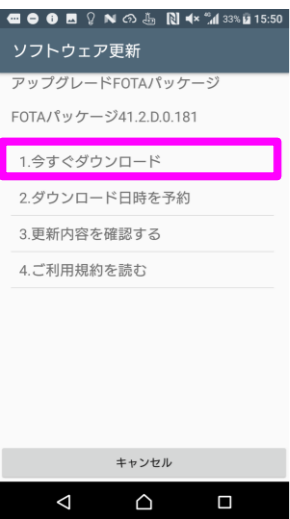 33% 15:50
ソフトウェア更新
アップグレードFOTAパッケージ
FOTAパッケージ41.2.D.0.181
1.今すぐダウンロード
2.ダウンロード日時を予約
3.更新内容を確認する
4.ご利用規約を読む
キャンセル